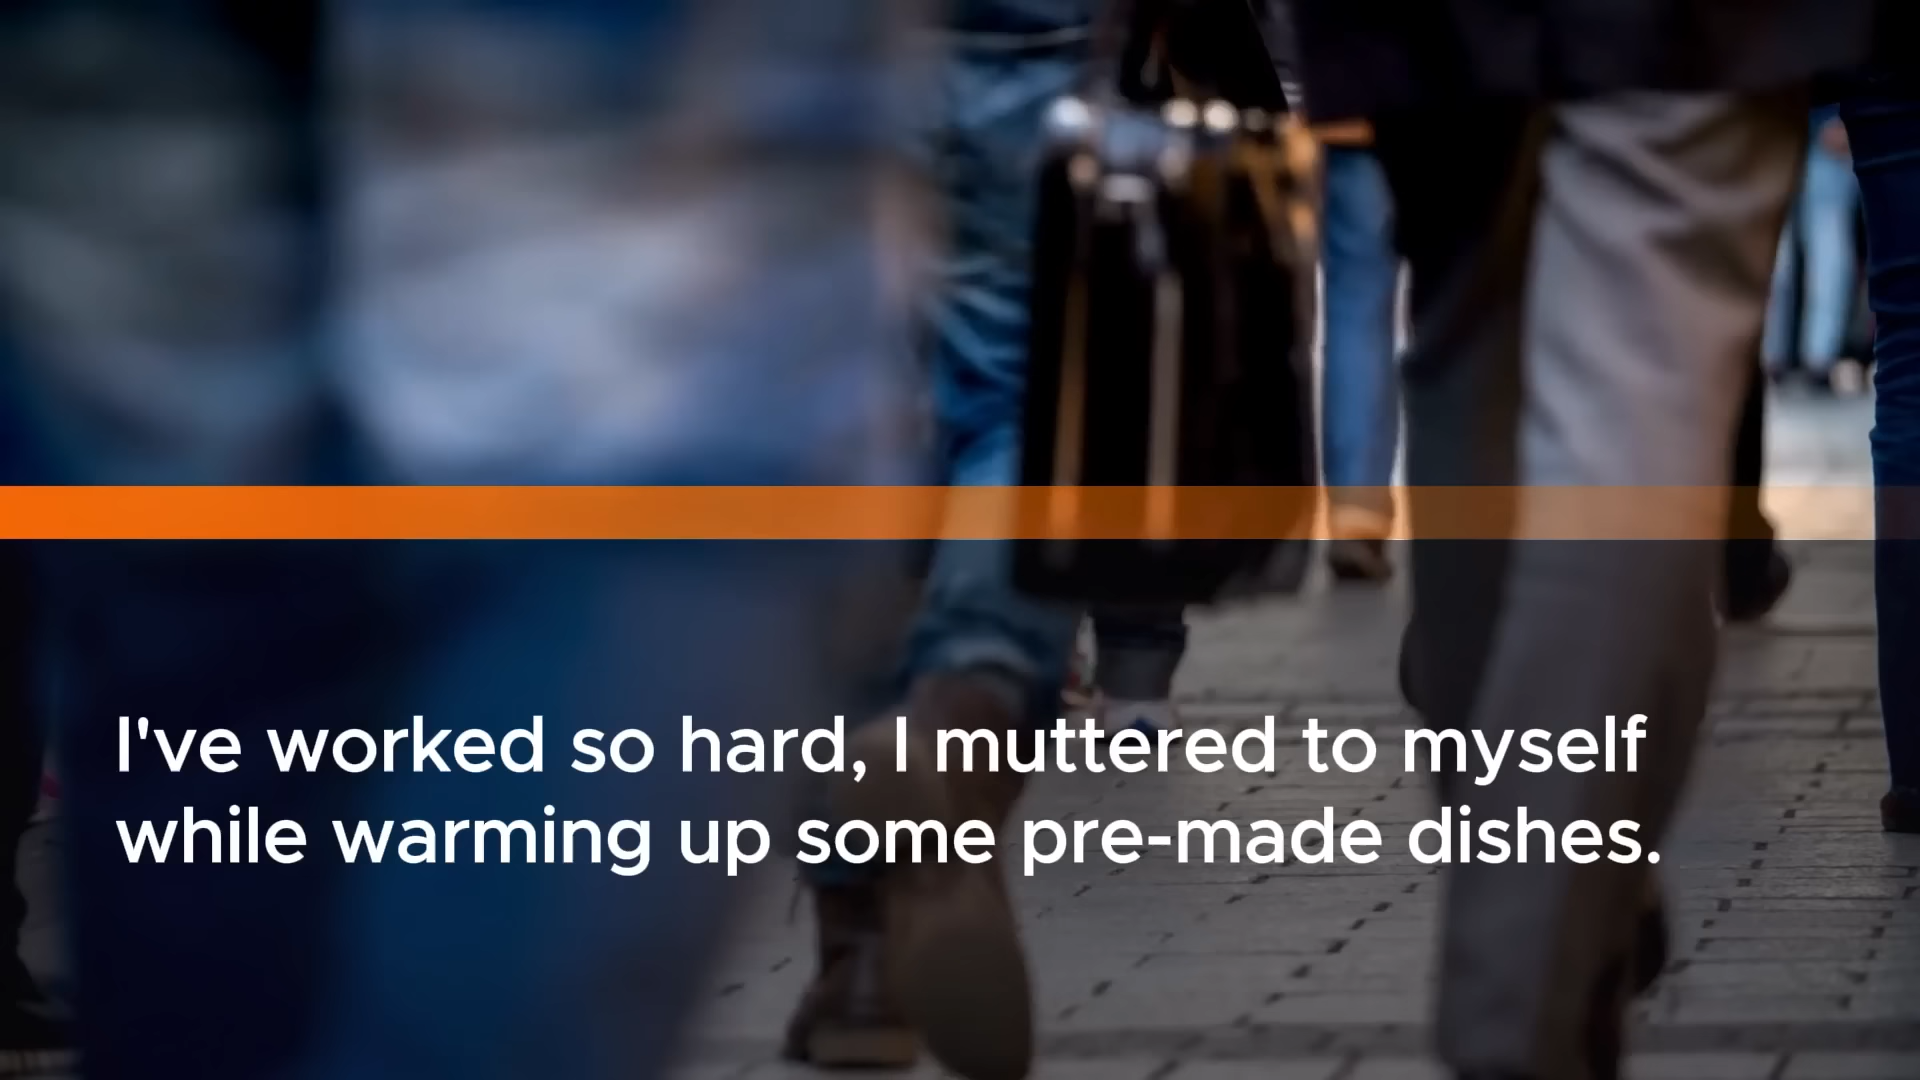 I've worked so hard, I muttered to myself
while warming up some pre-made dishes.